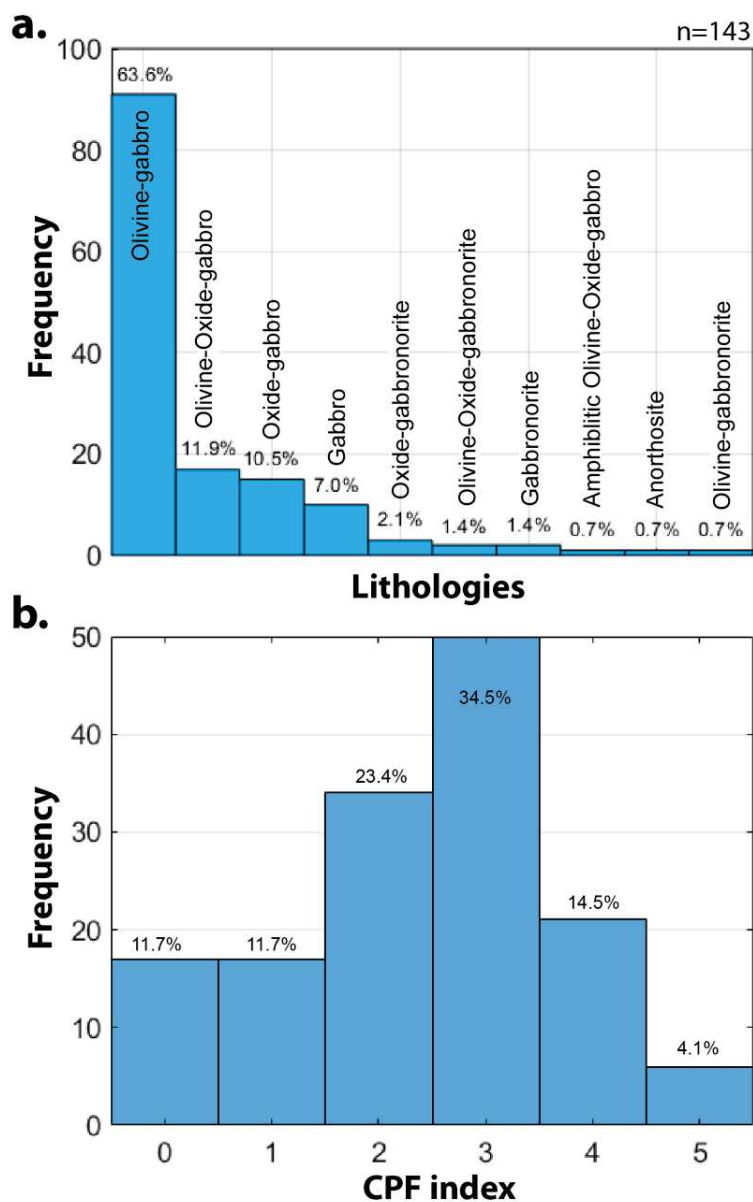 a.
n=143
100
80
60
40
20
0
Frequency
63.6%
Olivine-gabbro
11.9%
Olivine-Oxide-gabbro
10.5%
Oxide-gabbro
7.0%
Gabbro
2.1%
Oxide-gabbronorite
1.4%
Olivine-Oxide-gabbronorite
1.4%
Gabbronorite
0.7%
Amphiblitic Olivine-Oxide-gabbro
0.7%
Anorthosite
0.7%
Olivine-gabbronorite
Lithologies
b.
50
40
30
20
10
0
Frequency
11.7%
11.7%
23.4%
34.5%
14.5%
4.1%
0 1 2 3 4 5
CPF index